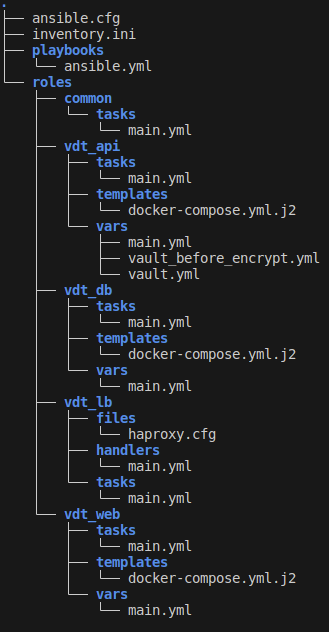 .
├── ansible.cfg
├── inventory.ini
├── playbooks
│   └── ansible.yml
└── roles
    ├── common
    │   └── tasks
    │       └── main.yml
    ├── vdt_api
    │   ├── tasks
    │   │   └── main.yml
    │   ├── templates
    │   │   └── docker-compose.yml.j2
    │   └── vars
    │       ├── main.yml
    │       ├── vault_before_encrypt.yml
    │       └── vault.yml
    ├── vdt_db
    │   ├── tasks
    │   │   └── main.yml
    │   ├── templates
    │   │   └── docker-compose.yml.j2
    │   └── vars
    │       └── main.yml
    ├── vdt_lb
    │   ├── files
    │   │   └── haproxy.cfg
    │   ├── handlers
    │   │   └── main.yml
    │   └── tasks
    │       └── main.yml
    └── vdt_web
        ├── tasks
        │   └── main.yml
        ├── templates
        │   └── docker-compose.yml.j2
        └── vars
            └── main.yml